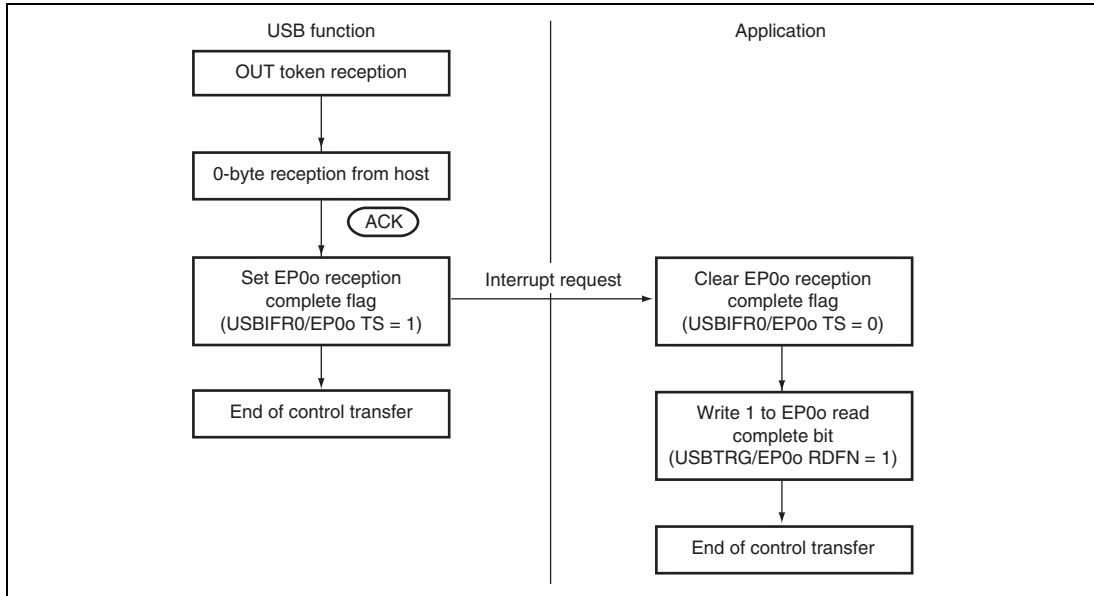 USB function
Application
OUT token reception
0-byte reception from host
ACK
Set EP0o reception
complete flag
(USBIFR0/EP0o TS = 1)
Interrupt request
Clear EP0o reception
complete flag
(USBIFR0/EP0o TS = 0)
End of control transfer
Write 1 to EP0o read
complete bit
(USBTRG/EP0o RDFN = 1)
End of control transfer